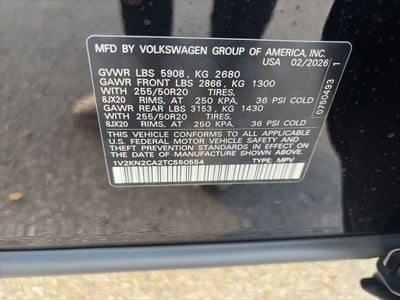 MFD. BY VOLKSWAGEN GROUP OF AMERICA, INC.
USA 02/2026
GVWR LBS 5908, KG 2680
GAWR FRONT LBS 2866, KG 1300
WITH 255/50R20 TIRES,
8JX20 RIMS, AT 250 KPA. 36 PSI COLD
GAWR REAR LBS 3153, KG 1430
WITH 255/50R20 TIRES,
8JX20 RIMS, AT 250 KPA. 36 PSI COLD
THIS VEHICLE CONFORMS TO ALL APPLICABLE
U.S. FEDERAL MOTOR VEHICLE SAFETY AND
THEFT PREVENTION STANDARDS IN EFFECT ON
THE DATE OF MANUFACTURE SHOWN ABOVE.
1V2KN2CA2TC550554 TYPE: MPV
0750493 1